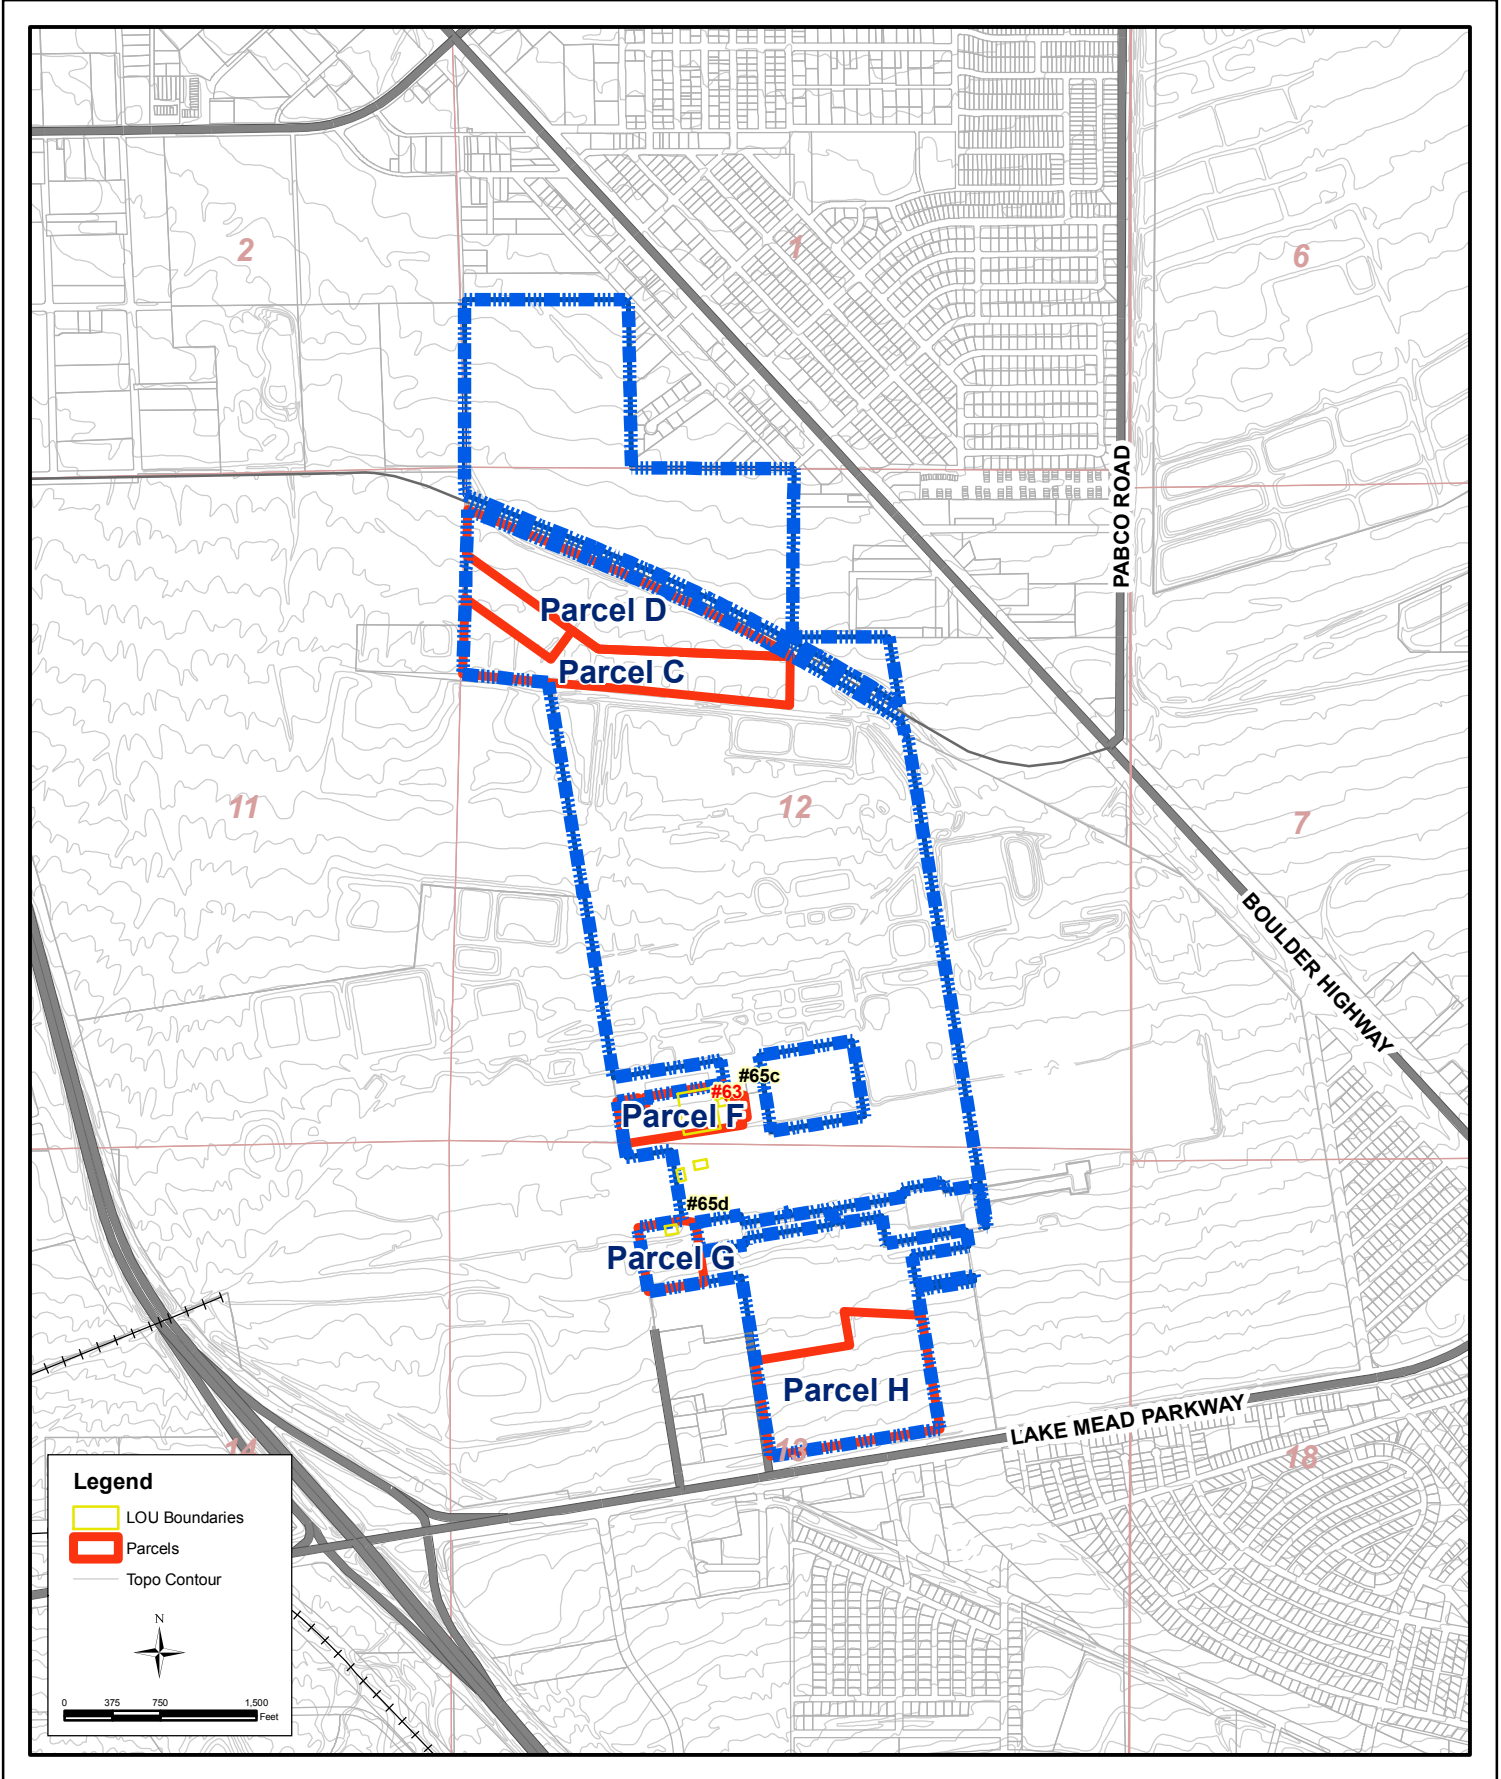 2
1
6
PABCO ROAD
Parcel D
Parcel C
11
12
7
BOULDER HIGHWAY
#65c
#63
Parcel F
#65d
Parcel G
Parcel H
LAKE MEAD PARKWAY
14
13
18
Legend
LOU Boundaries
Parcels
Topo Contour
N
0 375 750 1,500
Feet